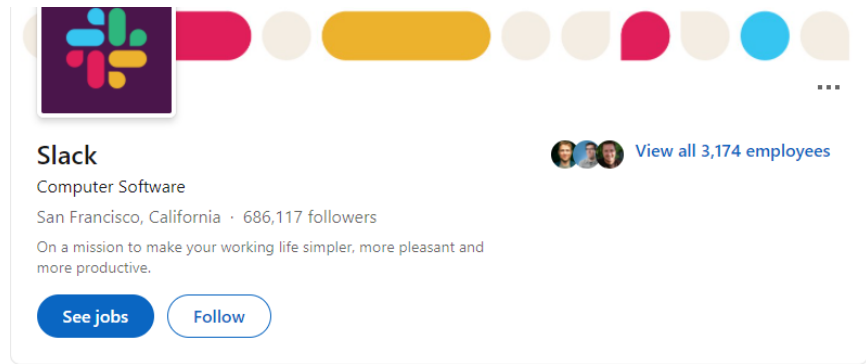 Slack
View all 3,174 employees
Computer Software
San Francisco, California · 686,117 followers
On a mission to make your working life simpler, more pleasant and
more productive.
See jobs
Follow